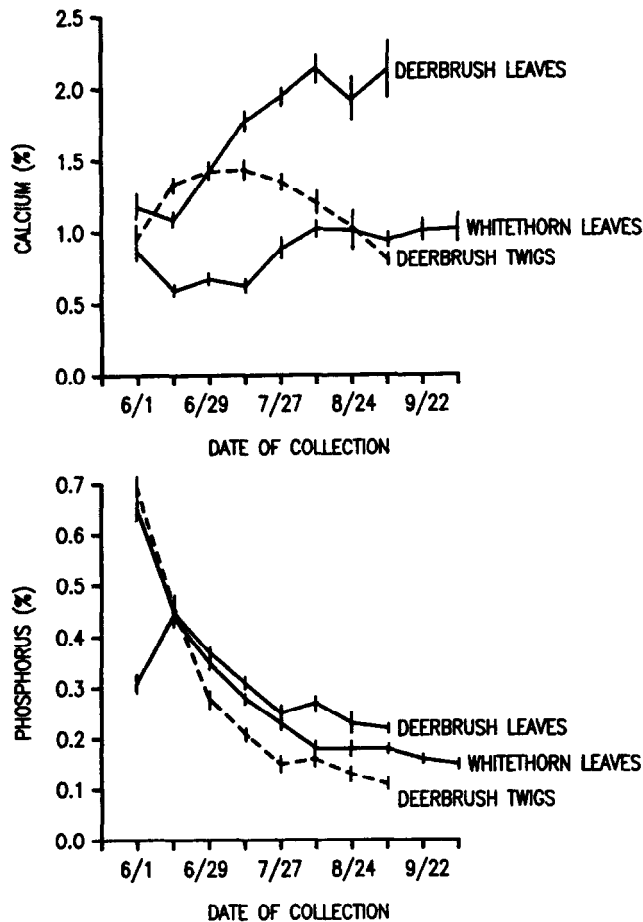 2.5
DEERBRUSH LEAVES
2.0
CALCIUM (%)
1.5
1.0
WHITETHORN LEAVES
DEERBRUSH TWIGS
0.5
0.0
6/1 6/29 7/27 8/24 9/22
DATE OF COLLECTION
0.7
0.6
0.5
PHOSPHORUS (%)
0.4
0.3
DEERBRUSH LEAVES
0.2
WHITETHORN LEAVES
DEERBRUSH TWIGS
0.1
0.0
6/1 6/29 7/27 8/24 9/22
DATE OF COLLECTION